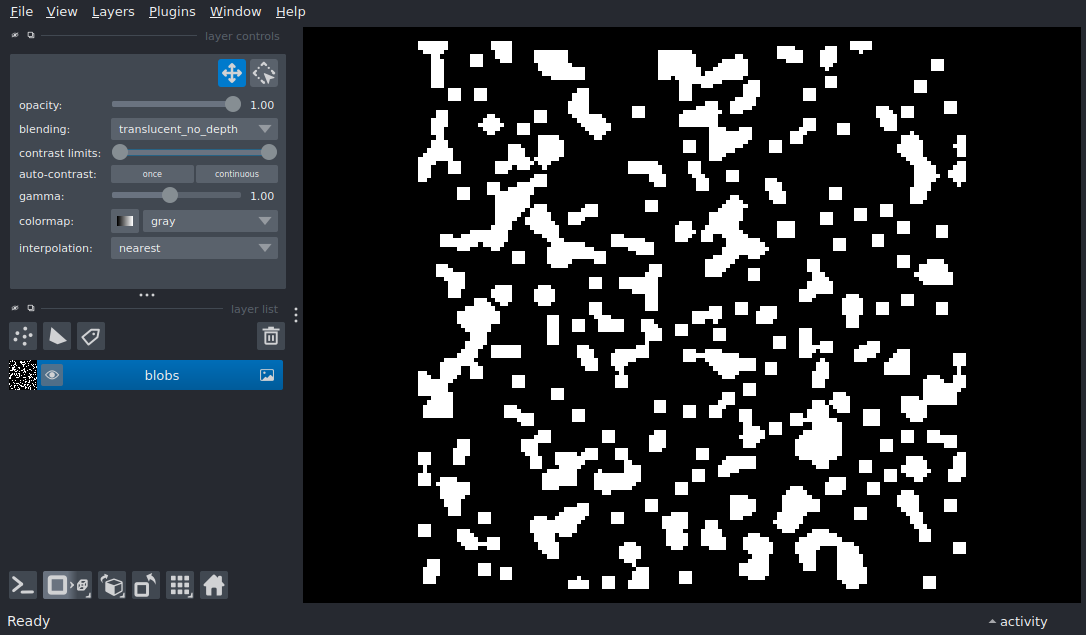 File View Layers Plugins Window Help
layer controls
opacity: 1.00
blending: translucent_no_depth
contrast limits:
auto-contrast: once continuous
gamma: 1.00
colormap: gray
interpolation: nearest
layer list
blobs
Ready
activity